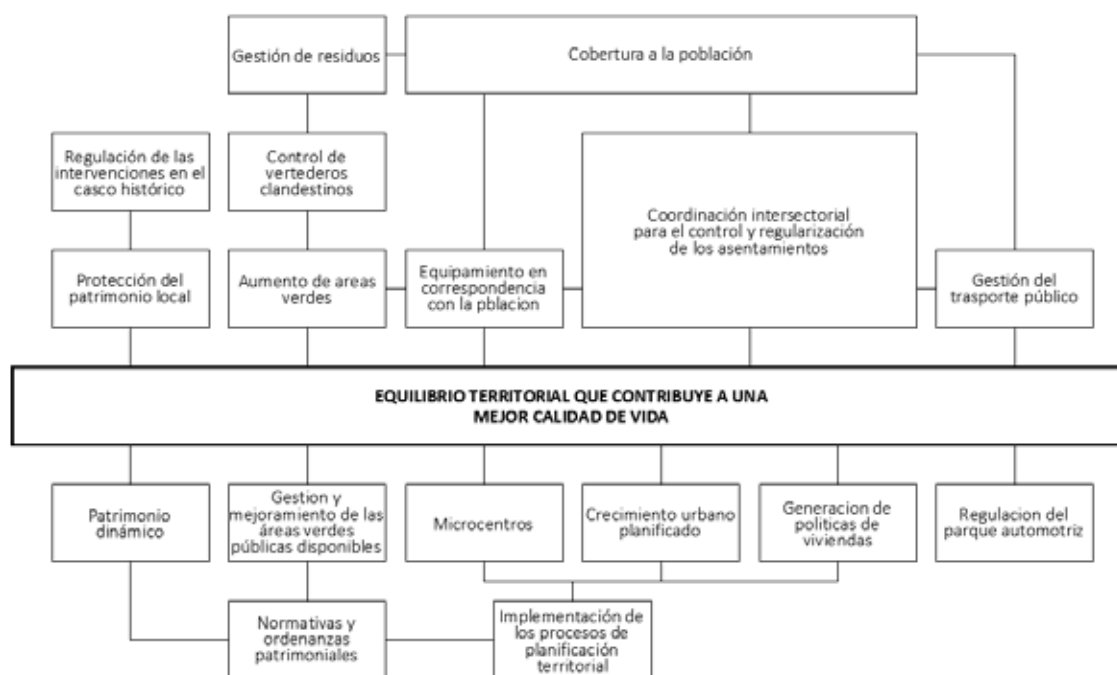 Gestión de residuos
Cobertura a la población
Regulación de las
intervenciones en el
casco histórico
Control de
vertederos
clandestinos
Coordinación intersectorial
para el control y regularización
de los asentamientos
Protección del
patrimonio local
Aumento de areas
verdes
Equipamiento en
correspondencia
con la pblacion
Gestión del
trasporte público
EQUILIBRIO TERRITORIAL QUE CONTRIBUYE A UNA
MEJOR CALIDAD DE VIDA
Patrimonio
dinámico
Gestion y
mejoramiento de las
áreas verdes
públicas disponibles
Microcentros
Crecimiento urbano
planificado
Generacion de
politicas de
viviendas
Regulacion del
parque automotriz
Normativas y
ordenanzas
patrimoniales
Implementación de
los procesos de
planificación
territorial